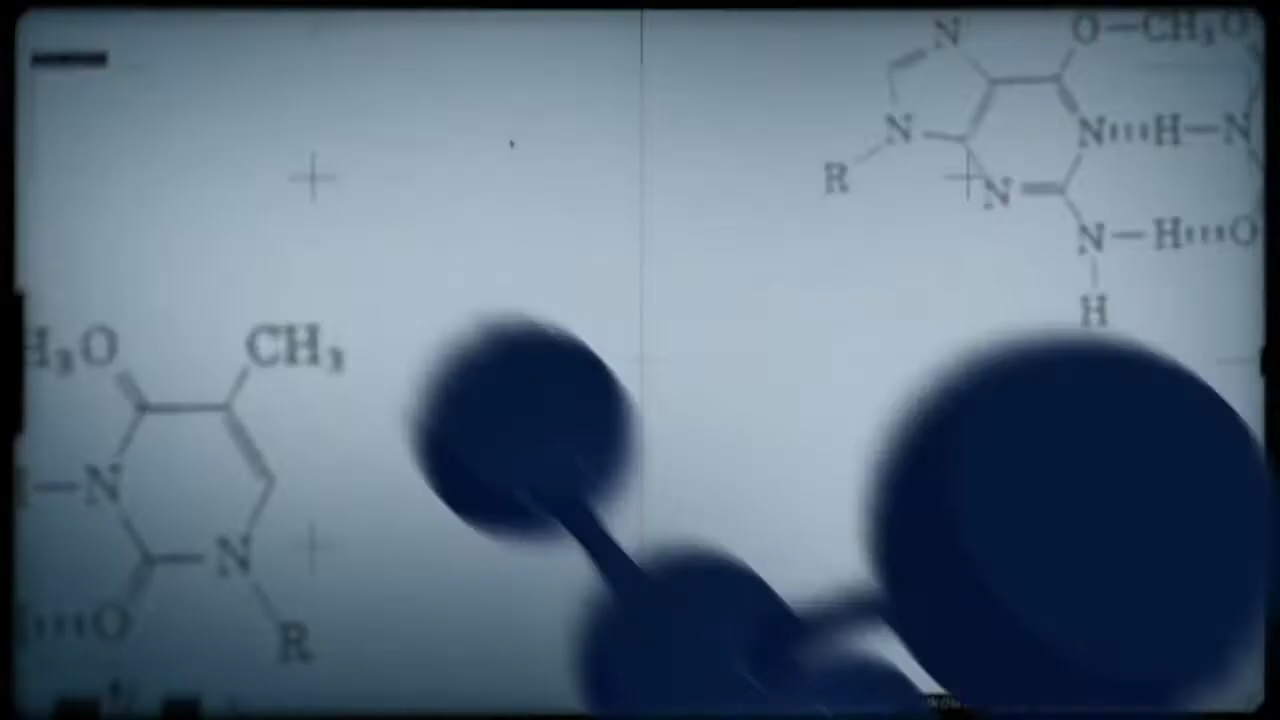 N O—CH₃O
N N H—N
R N
N—H O
H
H₃O CH₃
—N
N
O R